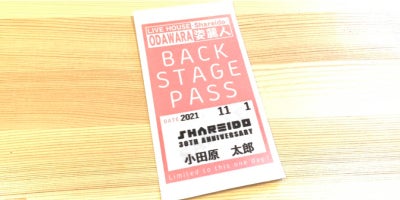 LIVE HOUSE Shareido
ODAWARA 姿麗人
BACK
STAGE
PASS
DATE 2021 11 1
SHAREIDO
30TH ANNIVERSARY
小田原 太郎
Limited to this one day!